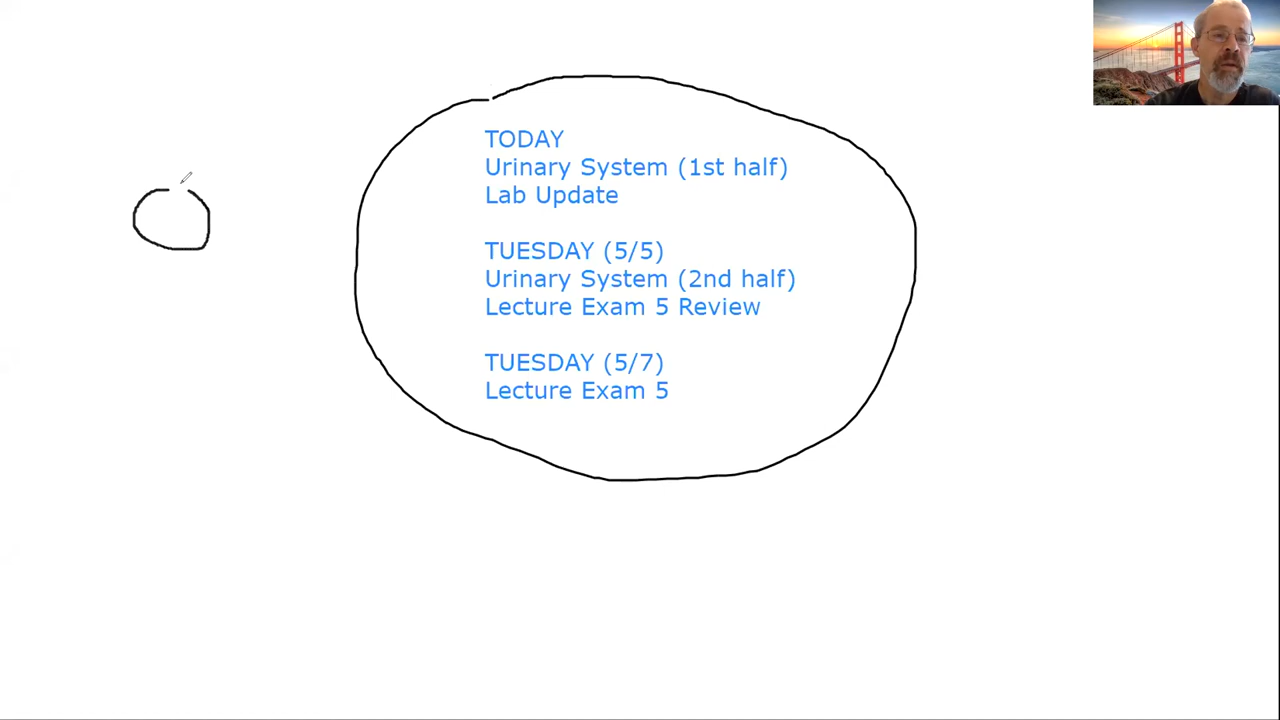 TODAY
Urinary System (1st half)
Lab Update
TUESDAY (5/5)
Urinary System (2nd half)
Lecture Exam 5 Review
TUESDAY (5/7)
Lecture Exam 5